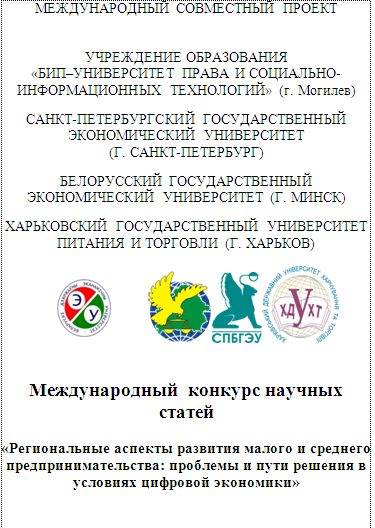 МЕЖДУНАРОДНЫЙ СОВМЕСТНЫЙ ПРОЕКТ
УЧРЕЖДЕНИЕ ОБРАЗОВАНИЯ
«БИП–УНИВЕРСИТЕТ ПРАВА И СОЦИАЛЬНО-
ИНФОРМАЦИОННЫХ ТЕХНОЛОГИЙ» (г. Могилев)
САНКТ-ПЕТЕРБУРГСКИЙ ГОСУДАРСТВЕННЫЙ
ЭКОНОМИЧЕСКИЙ УНИВЕРСИТЕТ
(Г. САНКТ-ПЕТЕРБУРГ)
БЕЛОРУССКИЙ ГОСУДАРСТВЕННЫЙ
ЭКОНОМИЧЕСКИЙ УНИВЕРСИТЕТ (Г. МИНСК)
ХАРЬКОВСКИЙ ГОСУДАРСТВЕННЫЙ УНИВЕРСИТЕТ
ПИТАНИЯ И ТОРГОВЛИ (Г. ХАРЬКОВ)
ЭУ
СПБГЭУ
ХАРКІВСЬКИЙ ДЕРЖАВНИЙ УНІВЕРСИТЕТ ХАРЧУВАННЯ ТА ТОРГІВЛІ
ХДУХТ
Международный конкурс научных
статей
«Региональные аспекты развития малого и среднего
предпринимательства: проблемы и пути решения в
условиях цифровой экономики»